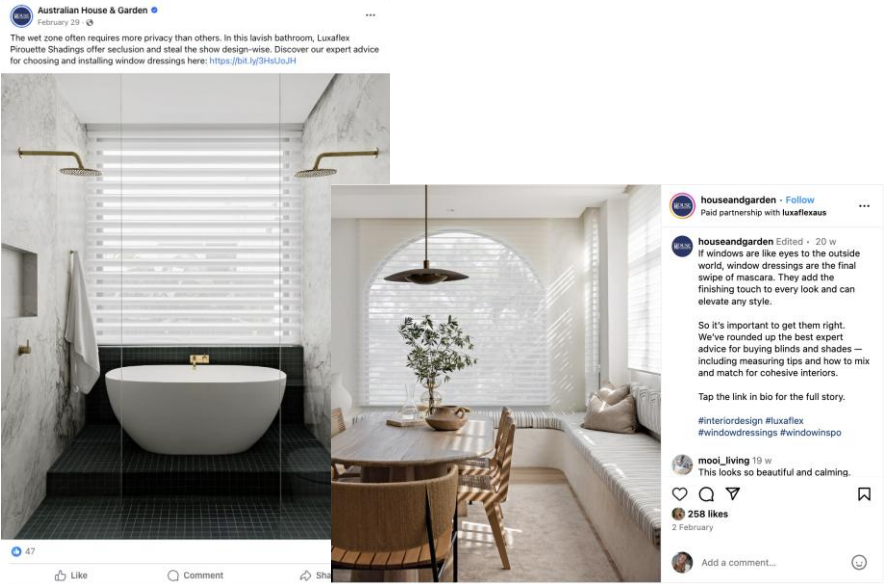 Australian House & Garden
February 29 ·
The wet zone often requires more privacy than others. In this lavish bathroom, Luxaflex
Pirouette Shadings offer seclusion and steal the show design-wise. Discover our expert advice
for choosing and installing window dressings here: https://bit.ly/3HsUoJH
47
Like
Comment
Sha
houseandgarden · Follow
Paid partnership with luxaflexaus
houseandgarden Edited · 20 w
If windows are like eyes to the outside
world, window dressings are the final
swipe of mascara. They add the
finishing touch to every look and can
elevate any style.
So it's important to get them right.
We've rounded up the best expert
advice for buying blinds and shades —
including measuring tips and how to mix
and match for cohesive interiors.
Tap the link in bio for the full story.
#interiordesign #luxaflex
#windowdressings #windowinspo
mooi_living 19 w
This looks so beautiful and calming.
258 likes
2 February
Add a comment...